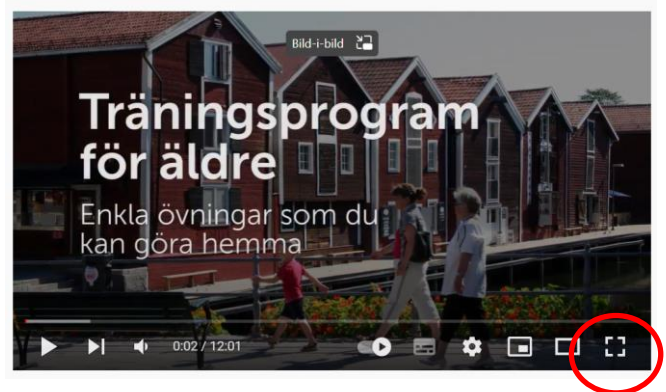 Bild-i-bild
Träningsprogram
för äldre
Enkla övningar som du
kan göra hemma
0:02 / 12:01